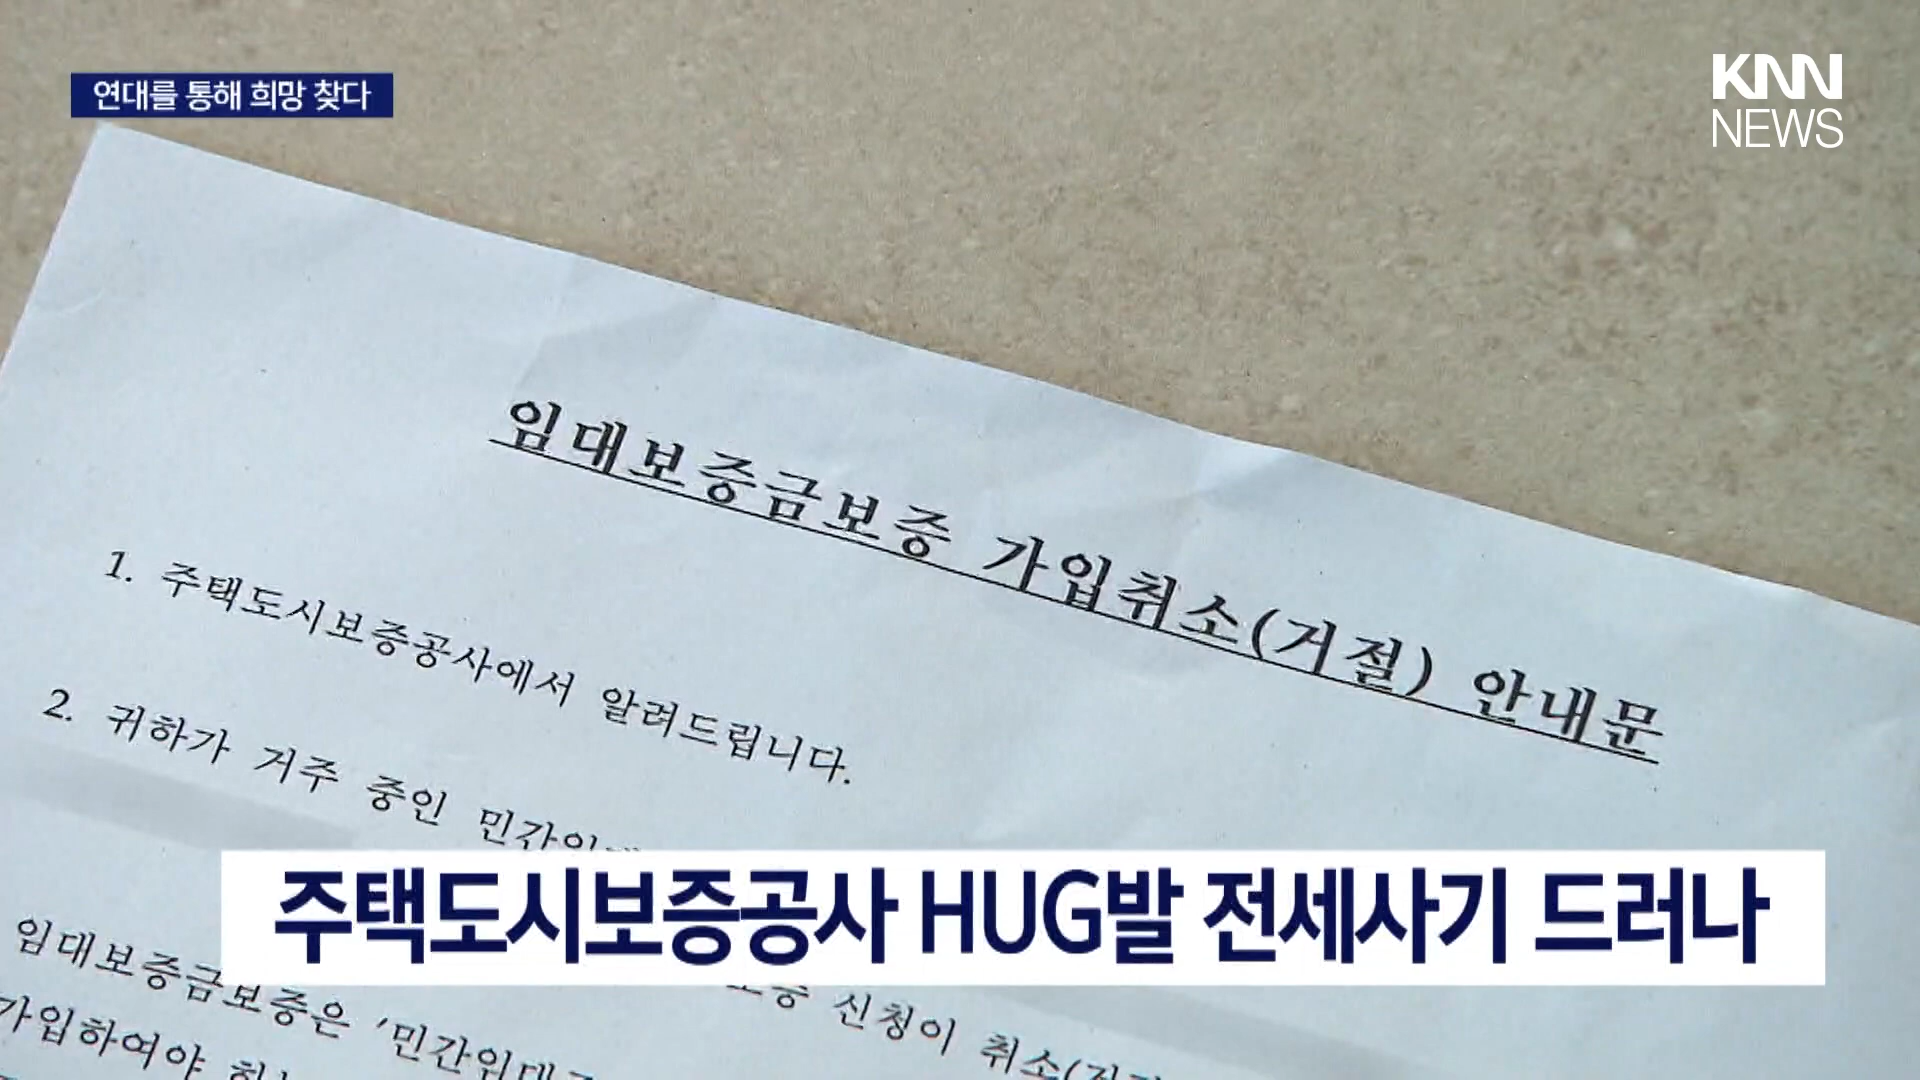 연대를 통해 희망 찾다
KNN
NEWS
임대보증금보증 가입취소(거절) 안내문
1. 주택도시보증공사에서 알려드립니다.
2. 귀하가 거주 중인
주택도시보증공사 HUG발 전세사기 드러나
신청이
임대보증금보증은
가입하여야